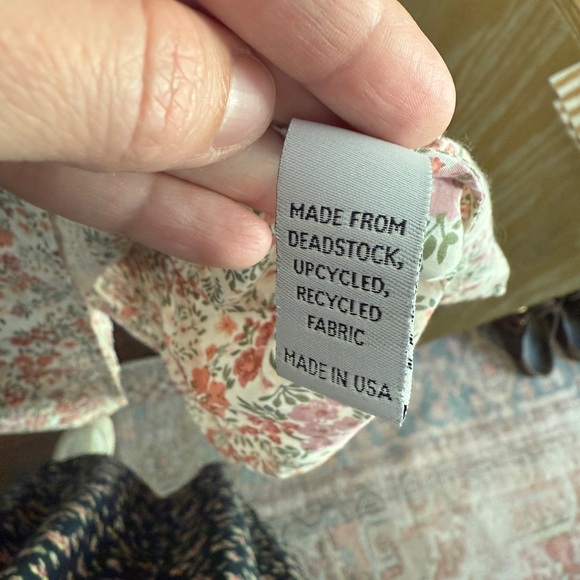 MADE FROM
DEADSTOCK,
UPCYCLED,
RECYCLED
FABRIC
MADE IN USA